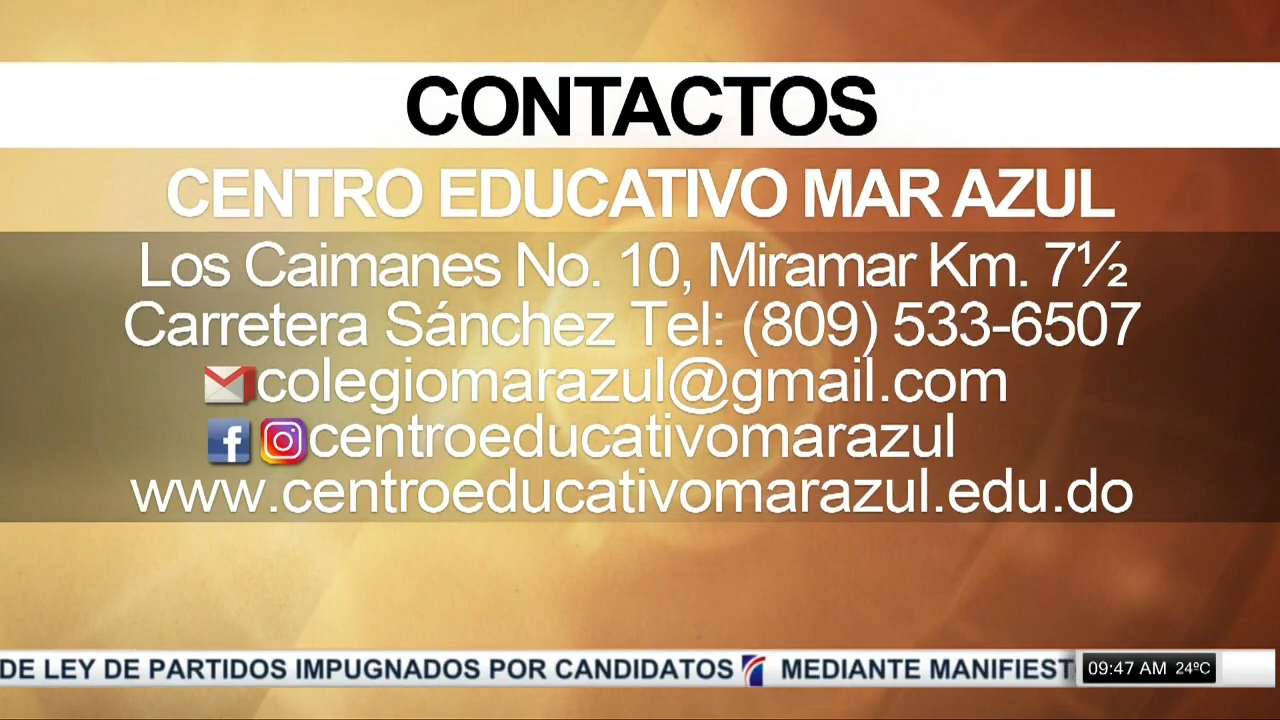 CONTACTOS
CENTRO EDUCATIVO MAR AZUL
Los Caimanes No. 10, Miramar Km. 7½
Carretera Sánchez Tel: (809) 533-6507
colegiomarazul@gmail.com
centroeducativomarazul
www.centroeducativomarazul.edu.do
DE LEY DE PARTIDOS IMPUGNADOS POR CANDIDATOS MEDIANTE MANIFIEST 09:47 AM 24ºC